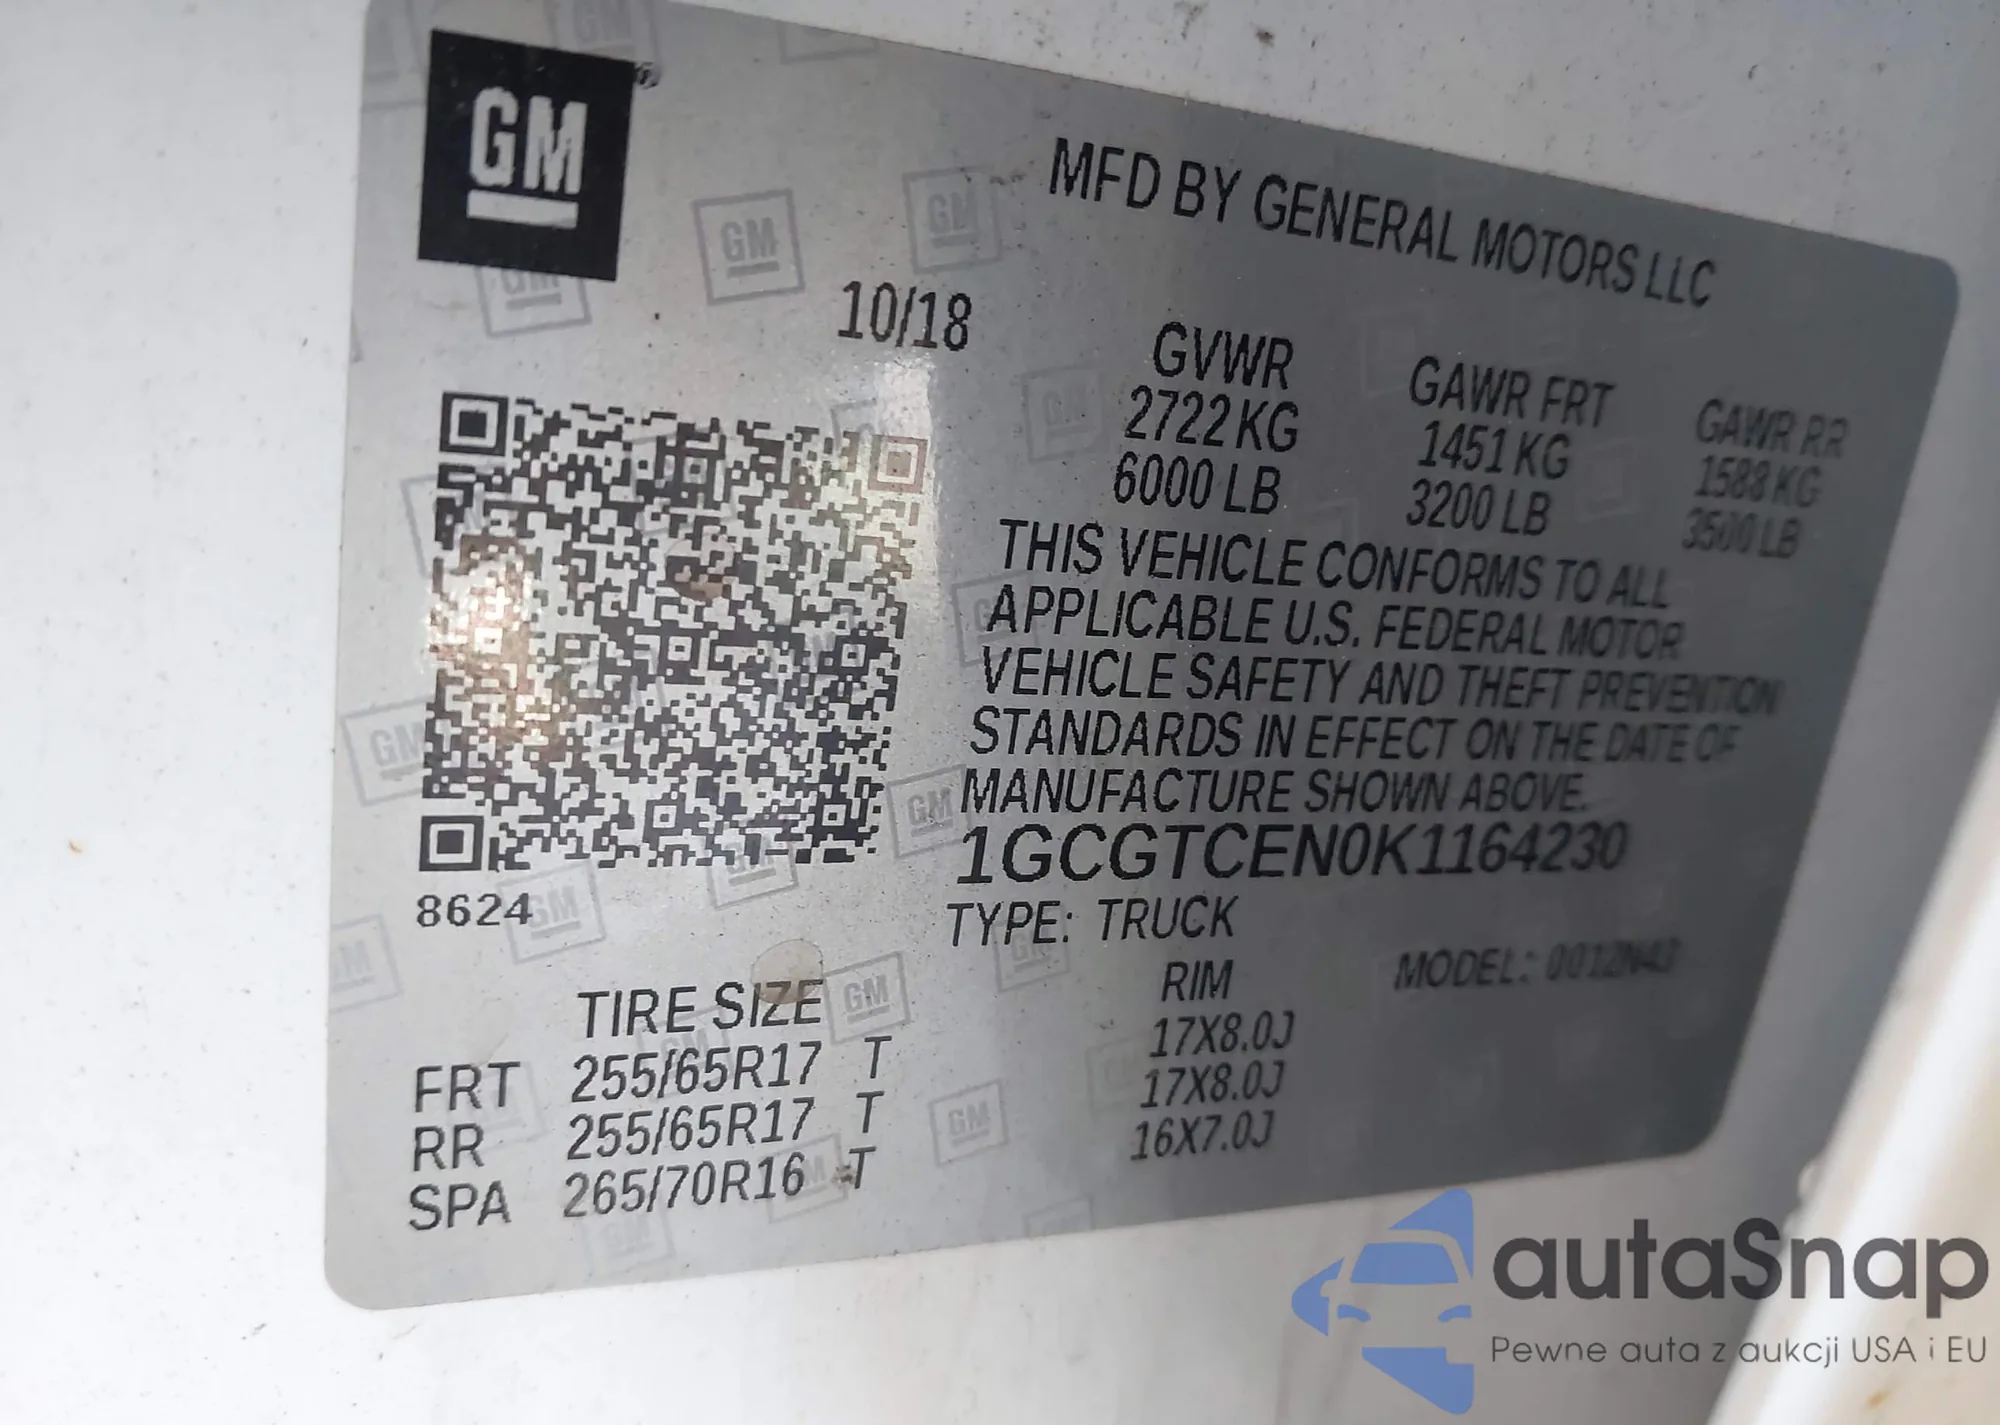 GM
MFD BY GENERAL MOTORS LLC
10/18
GVWR GAWR FRT GAWR RR
2722 KG 1451 KG 1588 KG
6000 LB 3200 LB 3500 LB
THIS VEHICLE CONFORMS TO ALL
APPLICABLE U.S. FEDERAL MOTOR
VEHICLE SAFETY AND THEFT PREVENTION
STANDARDS IN EFFECT ON THE DATE OF
MANUFACTURE SHOWN ABOVE.
1GCGTCEN0K1164230
8624
TYPE: TRUCK MODEL: 0012N43
TIRE SIZE RIM
FRT 255/65R17 T 17X8.0J
RR 255/65R17 T 17X8.0J
SPA 265/70R16 T 16X7.0J
autaSnap
Pewne auta z aukcji USA i EU